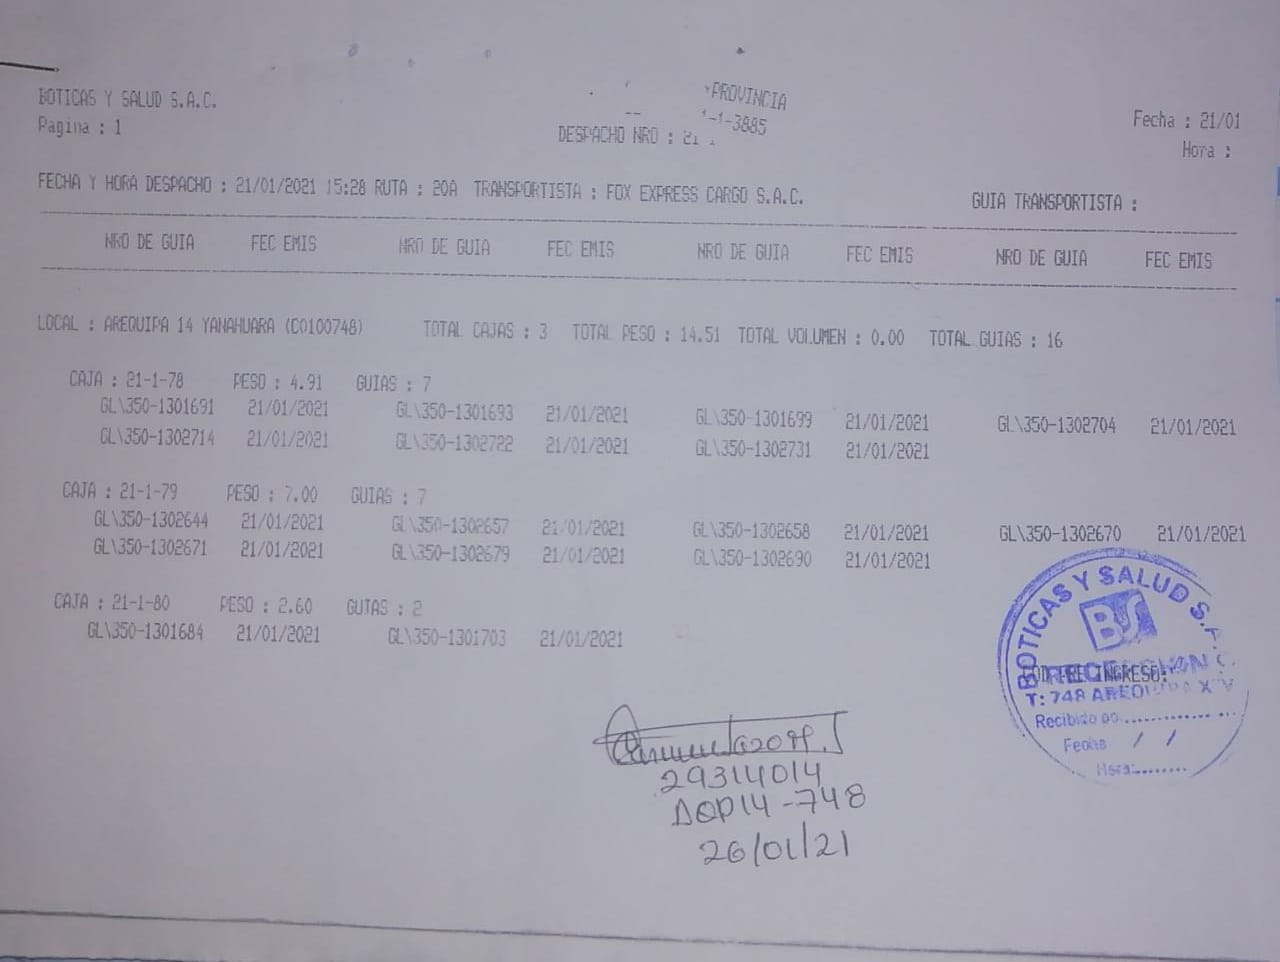 PROVINCIA
BOTICAS Y SALUD S.A.C.
Pagina : 1
-1-3885
DESPACHO NRO : 21
Fecha : 21/01
Hora :
FECHA Y HORA DESPACHO : 21/01/2021 15:28 RUTA : 20A TRANSPORTISTA : FOX EXPRESS CARGO S.A.C. GUIA TRANSPORTISTA :
NRO DE GUIA FEC EMIS NRO DE GUIA FEC EMIS NRO DE GUIA FEC EMIS NRO DE GUIA FEC EMIS
LOCAL : AREQUIPA 14 YANAHUARA (C0100748) TOTAL CAJAS : 3 TOTAL PESO : 14.51 TOTAL VOLUMEN : 0.00 TOTAL GUIAS : 16
CAJA : 21-1-78 PESO : 4.91 GUIAS : 7
GL\350-1301691 21/01/2021 GL\350-1301693 21/01/2021 GL\350-1301699 21/01/2021 GL\350-1302704 21/01/2021
GL\350-1302714 21/01/2021 GL\350-1302722 21/01/2021 GL\350-1302731 21/01/2021
CAJA : 21-1-79 PESO : 7.00 GUIAS : 7
GL\350-1302644 21/01/2021 GL\350-1302657 21/01/2021 GL\350-1302658 21/01/2021 GL\350-1302670 21/01/2021
GL\350-1302671 21/01/2021 GL\350-1302679 21/01/2021 GL\350-1302690 21/01/2021
CAJA : 21-1-80 PESO : 2.60 GUIAS : 2
GL\350-1301684 21/01/2021 GL\350-1301703 21/01/2021
BOTICAS Y SALUD S.A.
BS
INGRESO:
T: 748 AREQUIPA XIV
Recibido po
Fecha / /
Hora:
29314014
AQP14-748
26/01/21